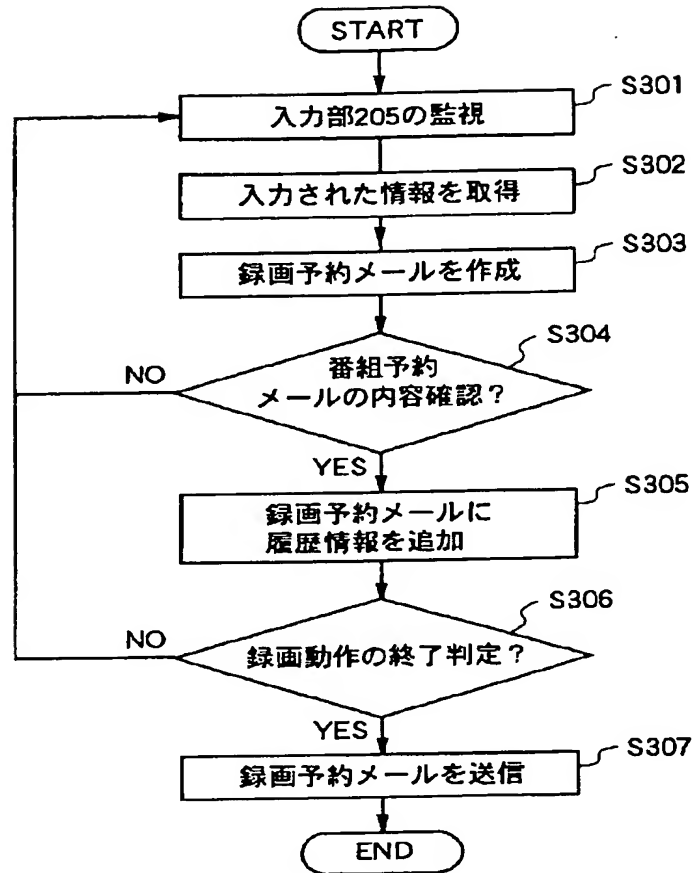 START
S301
入力部205の監視
S302
入力された情報を取得
S303
録画予約メールを作成
S304
番組予約
メールの内容確認?
NO
YES
S305
録画予約メールに
履歴情報を追加
S306
NO
録画動作の終了判定?
YES
S307
録画予約メールを送信
END